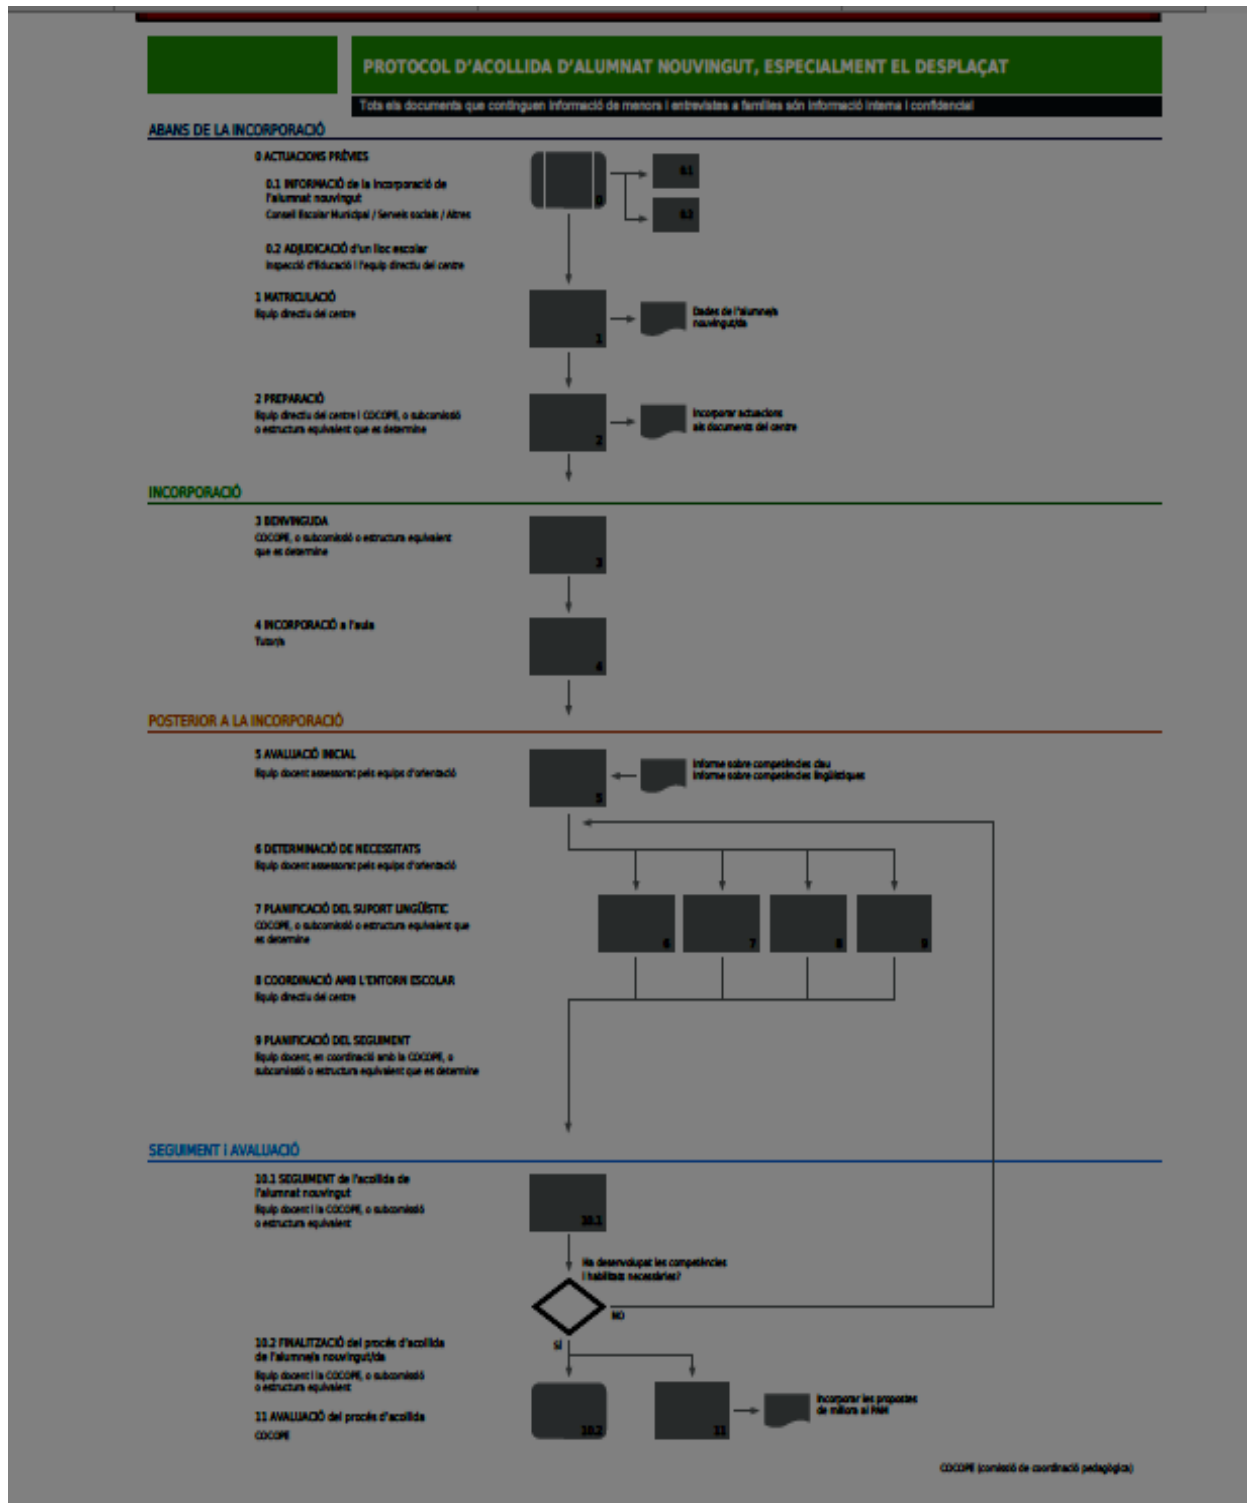 PROTOCOL D'ACOLLIDA D'ALUMNAT NOUVINGUT, ESPECIALMENT EL DESPLAÇAT
Tots els documents que continguen informació de menors i entrevistes a famílies són informació interna i confidencial
ABANS DE LA INCORPORACIÓ
0 ACTUACIONS PRÈVIES
0.1 INFORMACIÓ de la incorporació de
l'alumnat nouvingut
Consell Escolar Municipal / Serveis socials / Altres
0.2 ADJUDICACIÓ d'un lloc escolar
Inspecció d'Educació i l'equip directiu del centre
0
0.1
0.2
1 MATRICULACIÓ
Equip directiu del centre
1
Dades de l'alumne/a
nouvingut/da
2 PREPARACIÓ
Equip directiu del centre i COCOPE, o subcomissió
o estructura equivalent que es determine
2
Incorporar actuacions
als documents del centre
INCORPORACIÓ
3 BENVINGUDA
COCOPE, o subcomissió o estructura equivalent
que es determine
3
4 INCORPORACIÓ a l'aula
Tutor/a
4
POSTERIOR A LA INCORPORACIÓ
5 AVALUACIÓ INICIAL
Equip docent assessorat pels equips d'orientació
5
Informe sobre competències clau
Informe sobre competències lingüístiques
6 DETERMINACIÓ DE NECESSITATS
Equip docent assessorat pels equips d'orientació
7 PLANIFICACIÓ DEL SUPORT LINGÜÍSTIC
COCOPE, o subcomissió o estructura equivalent que
es determine
6 7 8 9
8 COORDINACIÓ AMB L'ENTORN ESCOLAR
Equip directiu del centre
9 PLANIFICACIÓ DEL SEGUIMENT
Equip docent, en coordinació amb la COCOPE, o
subcomissió o estructura equivalent que es determine
SEGUIMENT I AVALUACIÓ
10.1 SEGUIMENT de l'acollida de
l'alumnat nouvingut
Equip docent i la COCOPE, o subcomissió
o estructura equivalent
10.1
Ha desenvolupat les competències
i habilitats necessàries?
NO
SÍ
10.2 FINALITZACIÓ del procés d'acollida
de l'alumne/a nouvingut/da
Equip docent i la COCOPE, o subcomissió
o estructura equivalent
11 AVALUACIÓ del procés d'acollida
COCOPE
10.2
11
Incorporar les propostes
de millora al PAM
COCOPE (comissió de coordinació pedagògica)